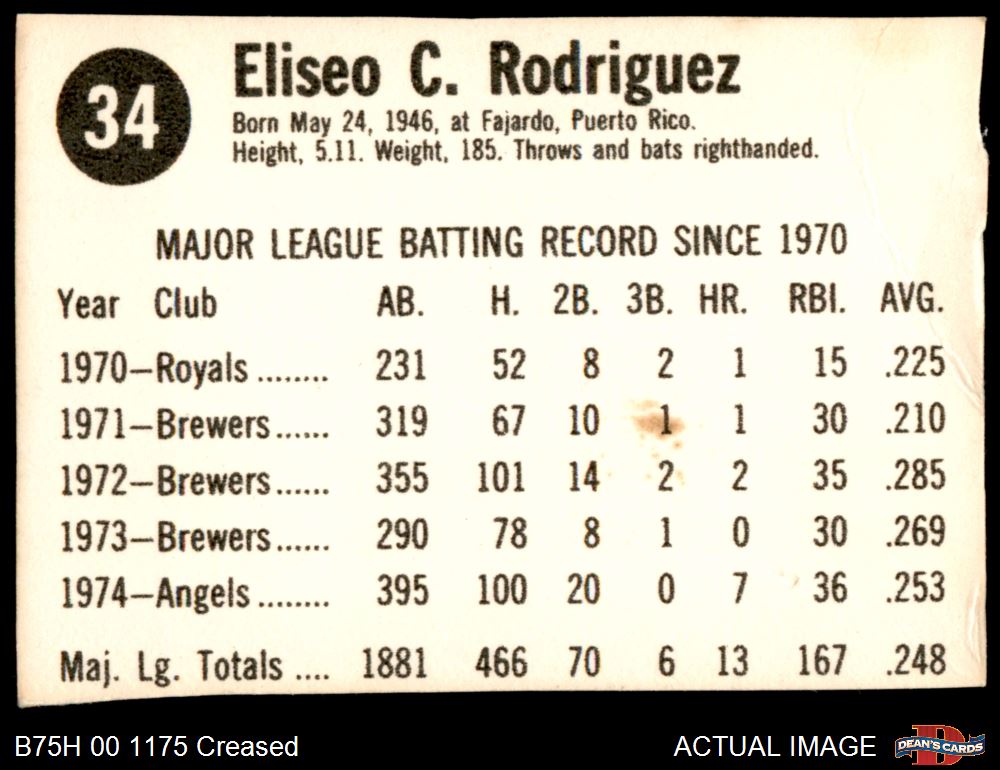 34
Eliseo C. Rodriguez
Born May 24, 1946, at Fajardo, Puerto Rico.
Height, 5.11. Weight, 185. Throws and bats righthanded.
MAJOR LEAGUE BATTING RECORD SINCE 1970
Year Club AB. H. 2B. 3B. HR. RBI. AVG.
1970—Royals ........ 231 52 8 2 1 15 .225
1971—Brewers...... 319 67 10 1 1 30 .210
1972—Brewers...... 355 101 14 2 2 35 .285
1973—Brewers...... 290 78 8 1 0 30 .269
1974—Angels ........ 395 100 20 0 7 36 .253
Maj. Lg. Totals .... 1881 466 70 6 13 167 .248
B75H 00 1175 Creased
ACTUAL IMAGE
D
DEAN'S CARDS